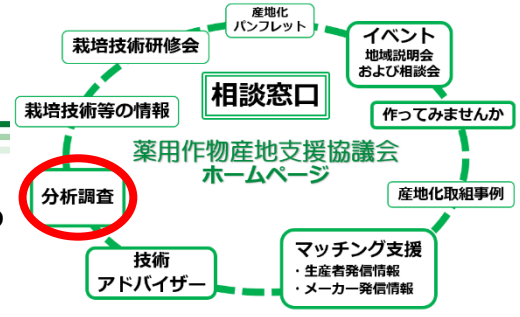 産地化
パンフレット
イベント
地域説明会
および相談会
栽培技術研修会
相談窓口
栽培技術等の情報
作ってみませんか
薬用作物産地支援協議会
ホームページ
分析調査
産地化取組事例
マッチング支援
・生産者発信情報
・メーカー発信情報
技術
アドバイザー